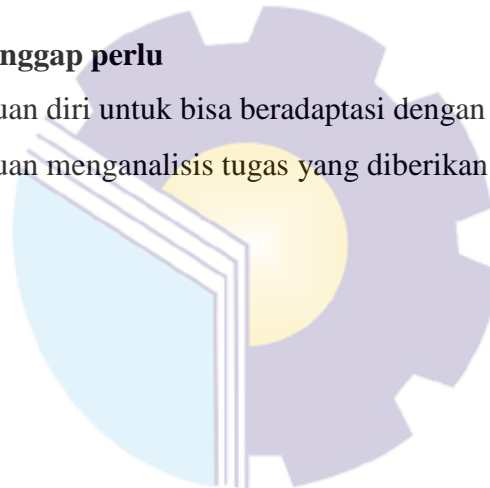 nggap perlu
uan diri untuk bisa beradaptasi dengan
uan menganalisis tugas yang diberikan